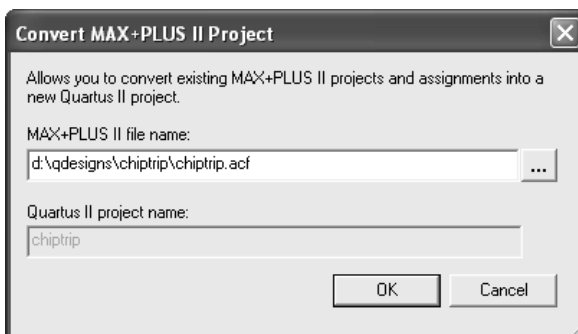 Convert MAX+PLUS II Project
Allows you to convert existing MAX+PLUS II projects and assignments into a
new Quartus II project.
MAX+PLUS II file name:
d:\qdesigns\chiptrip\chiptrip.acf
...
Quartus II project name:
chiptrip
OK Cancel